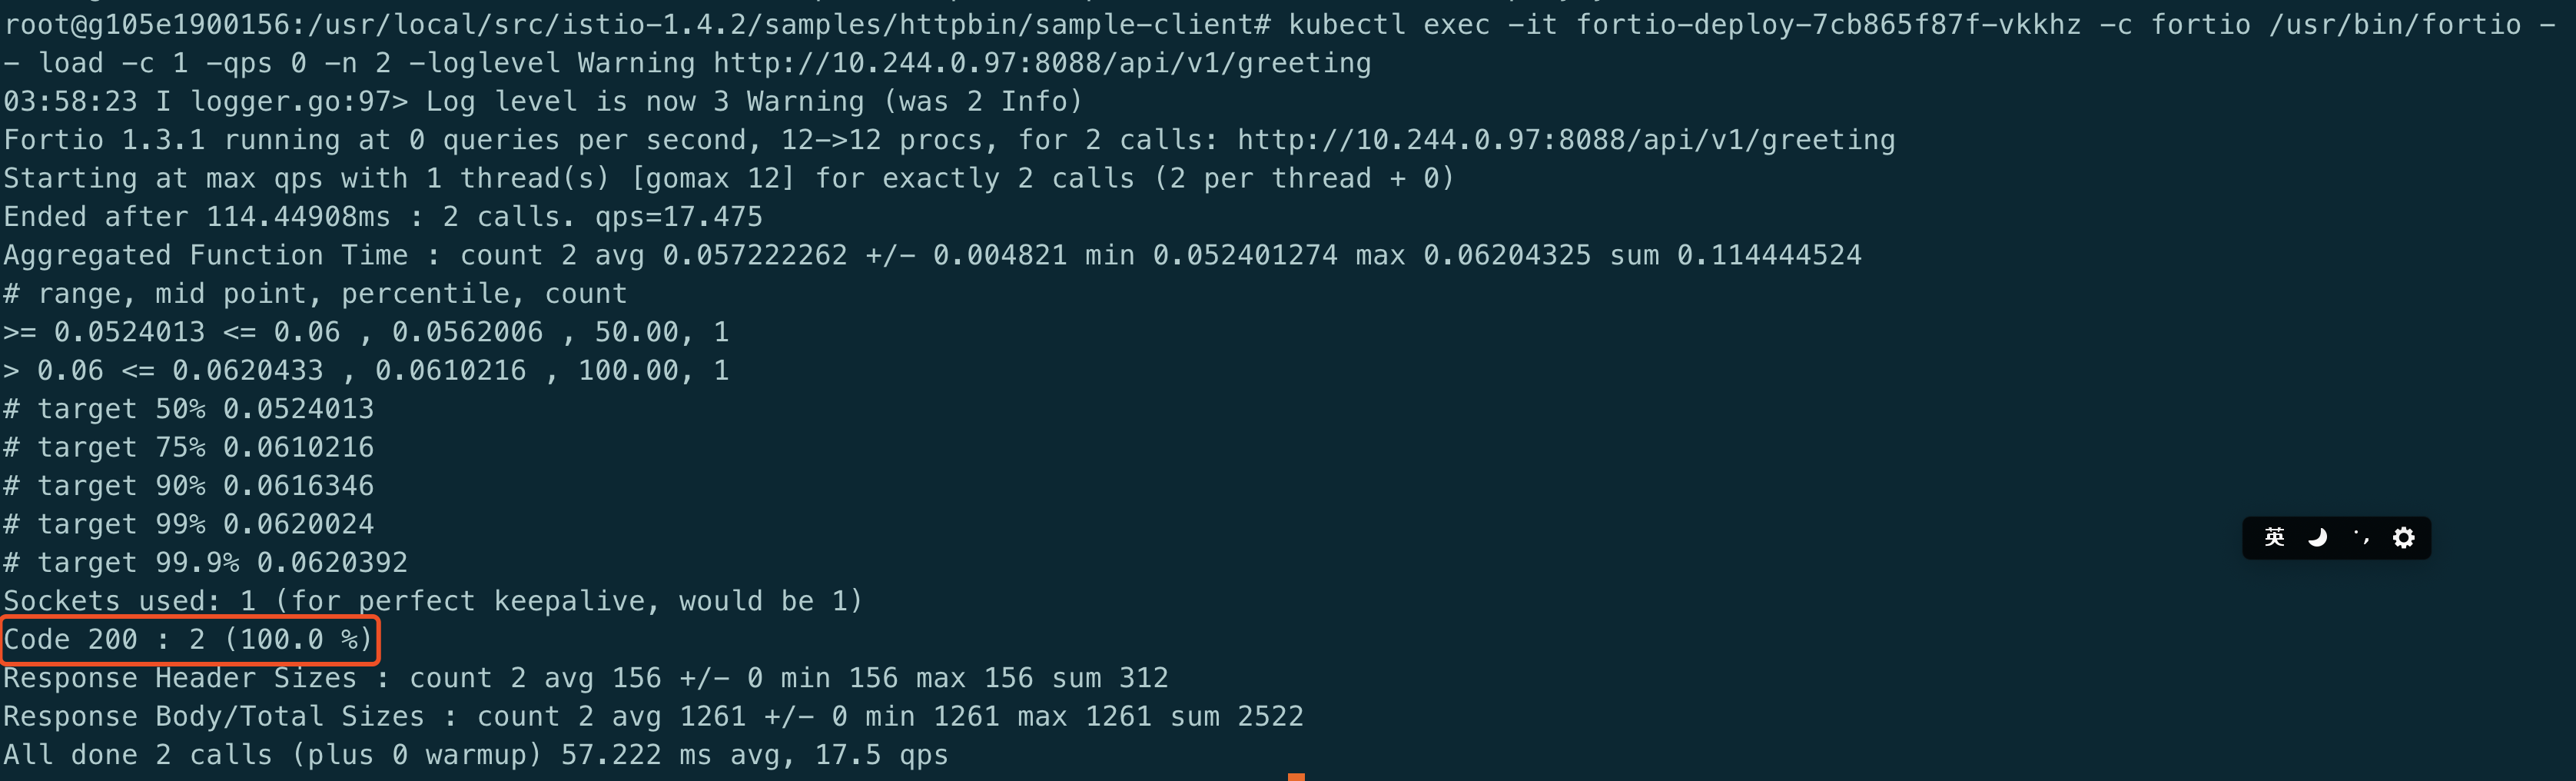 root@g105e1900156:/usr/local/src/istio-1.4.2/samples/httpbin/sample-client# kubectl exec -it fortio-deploy-7cb865f87f-vkkhz -c fortio /usr/bin/fortio -
- load -c 1 -qps 0 -n 2 -loglevel Warning http://10.244.0.97:8088/api/v1/greeting
03:58:23 I logger.go:97> Log level is now 3 Warning (was 2 Info)
Fortio 1.3.1 running at 0 queries per second, 12->12 procs, for 2 calls: http://10.244.0.97:8088/api/v1/greeting
Starting at max qps with 1 thread(s) [gomax 12] for exactly 2 calls (2 per thread + 0)
Ended after 114.44908ms : 2 calls. qps=17.475
Aggregated Function Time : count 2 avg 0.057222262 +/- 0.004821 min 0.052401274 max 0.06204325 sum 0.114444524
# range, mid point, percentile, count
>= 0.0524013 <= 0.06 , 0.0562006 , 50.00, 1
> 0.06 <= 0.0620433 , 0.0610216 , 100.00, 1
# target 50% 0.0524013
# target 75% 0.0610216
# target 90% 0.0616346
# target 99% 0.0620024
# target 99.9% 0.0620392
英
Sockets used: 1 (for perfect keepalive, would be 1)
Code 200 : 2 (100.0 %)
Response Header Sizes : count 2 avg 156 +/- 0 min 156 max 156 sum 312
Response Body/Total Sizes : count 2 avg 1261 +/- 0 min 1261 max 1261 sum 2522
All done 2 calls (plus 0 warmup) 57.222 ms avg, 17.5 qps